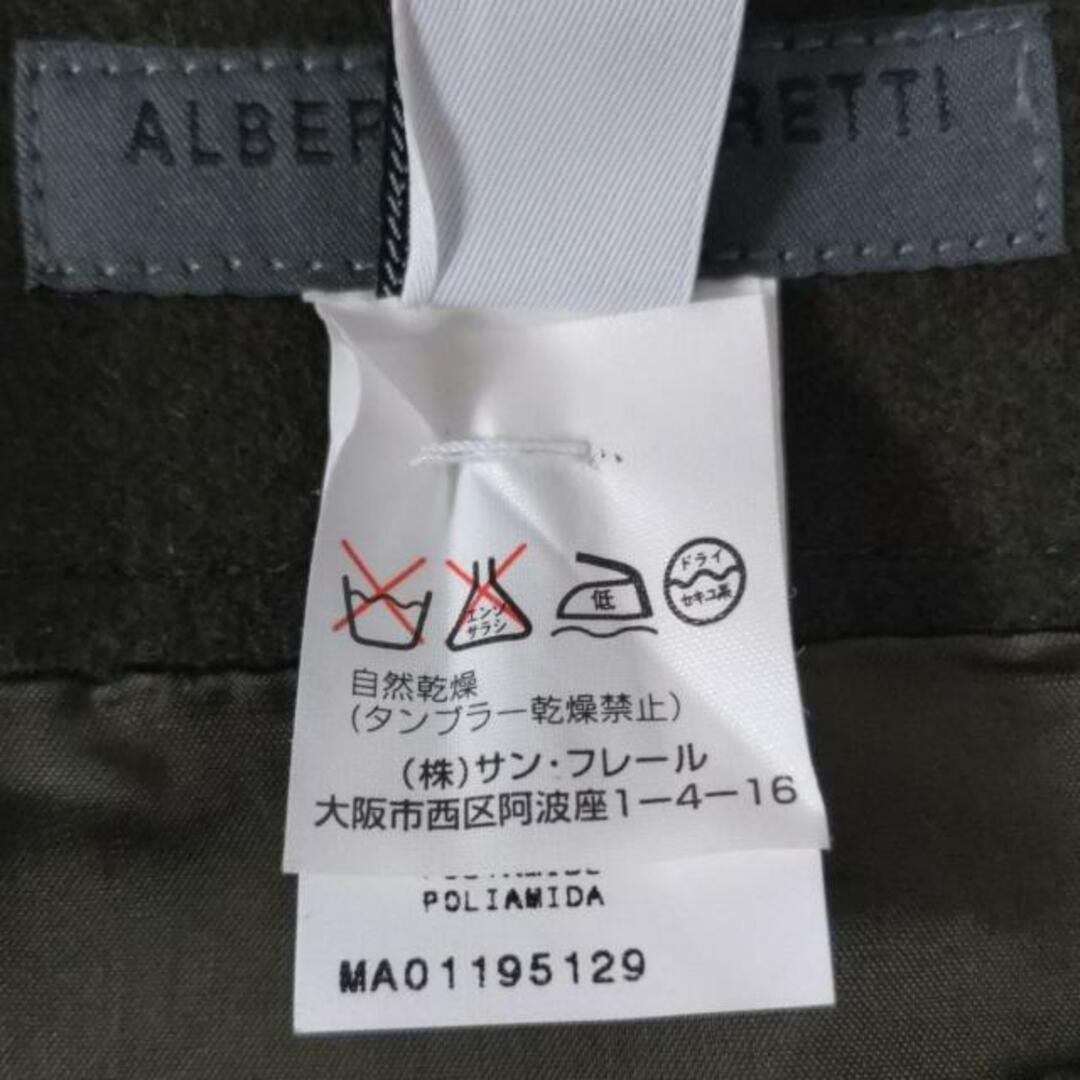 ALBER RETTI
エンソ
サラシ
低
ドライ
セキユ系
自然乾燥
(タンブラー乾燥禁止)
(株)サン・フレール
大阪市西区阿波座1-4-16
POLIAMIDA
MA01195129